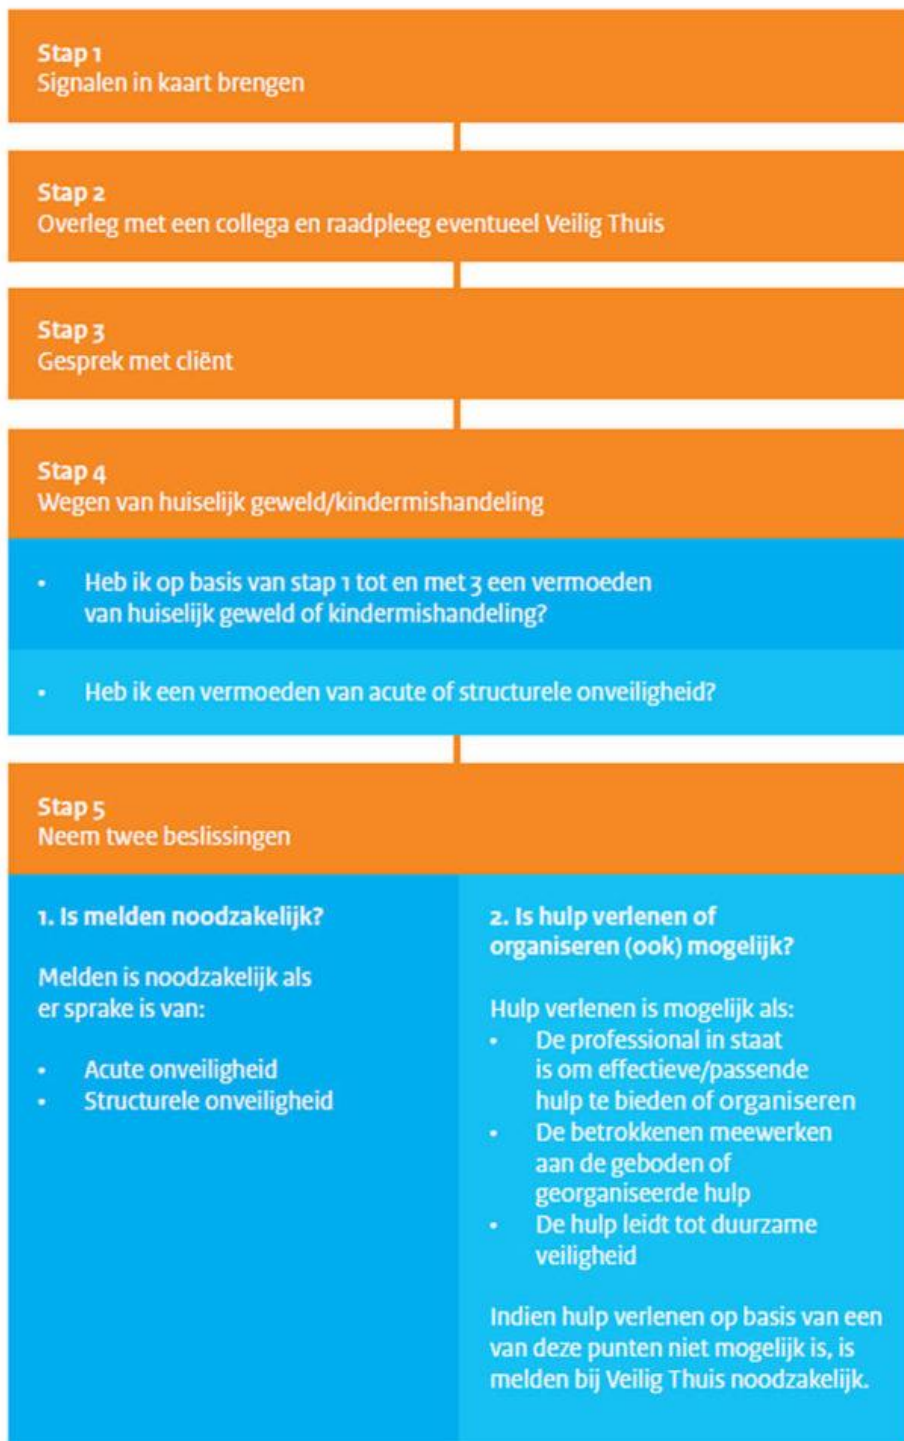 Stap 1
Signalen in kaart brengen
Stap 2
Overleg met een collega en raadpleeg eventueel Veilig Thuis
Stap 3
Gesprek met cliënt
Stap 4
Wegen van huiselijk geweld/kindermishandeling
• Heb ik op basis van stap 1 tot en met 3 een vermoeden
van huiselijk geweld of kindermishandeling?
• Heb ik een vermoeden van acute of structurele onveiligheid?
Stap 5
Neem twee beslissingen
1. Is melden noodzakelijk?
Melden is noodzakelijk als
er sprake is van:
• Acute onveiligheid
• Structurele onveiligheid
2. Is hulp verlenen of
organiseren (ook) mogelijk?
Hulp verlenen is mogelijk als:
• De professional in staat
is om effectieve/passende
hulp te bieden of organiseren
• De betrokkenen meewerken
aan de geboden of
georganiseerde hulp
• De hulp leidt tot duurzame
veiligheid
Indien hulp verlenen op basis van een
van deze punten niet mogelijk is, is
melden bij Veilig Thuis noodzakelijk.